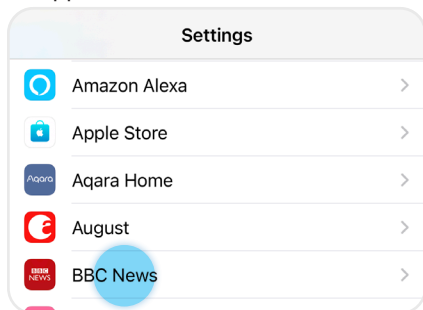 Settings
Amazon Alexa
Apple Store
Aqara
Aqara Home
August
BBC
NEWS
BBC News